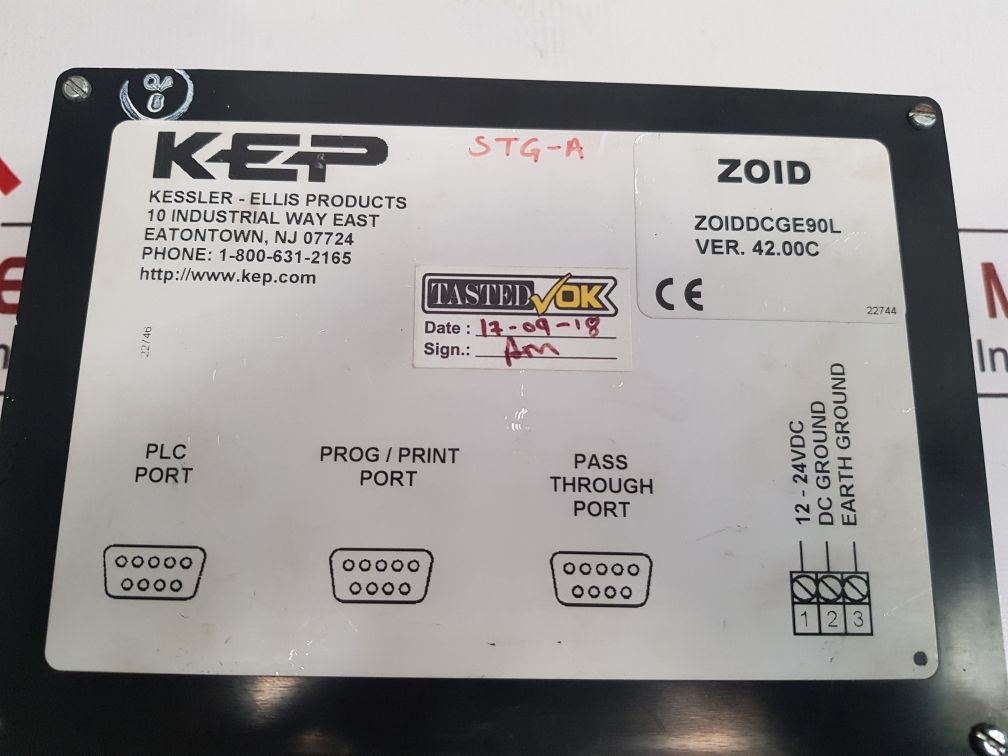 KEP
KESSLER - ELLIS PRODUCTS
10 INDUSTRIAL WAY EAST
EATONTOWN, NJ 07724
PHONE: 1-800-631-2165
http://www.kep.com
22746
STG-A
ZOID
ZOIDDCGE90L
VER. 42.00C
CE
22744
TASTED OK
Date : 17-09-18
Sign.: Am
PLC
PORT
PROG / PRINT
PORT
PASS
THROUGH
PORT
12 - 24VDC
DC GROUND
EARTH GROUND
1 2 3
M
In